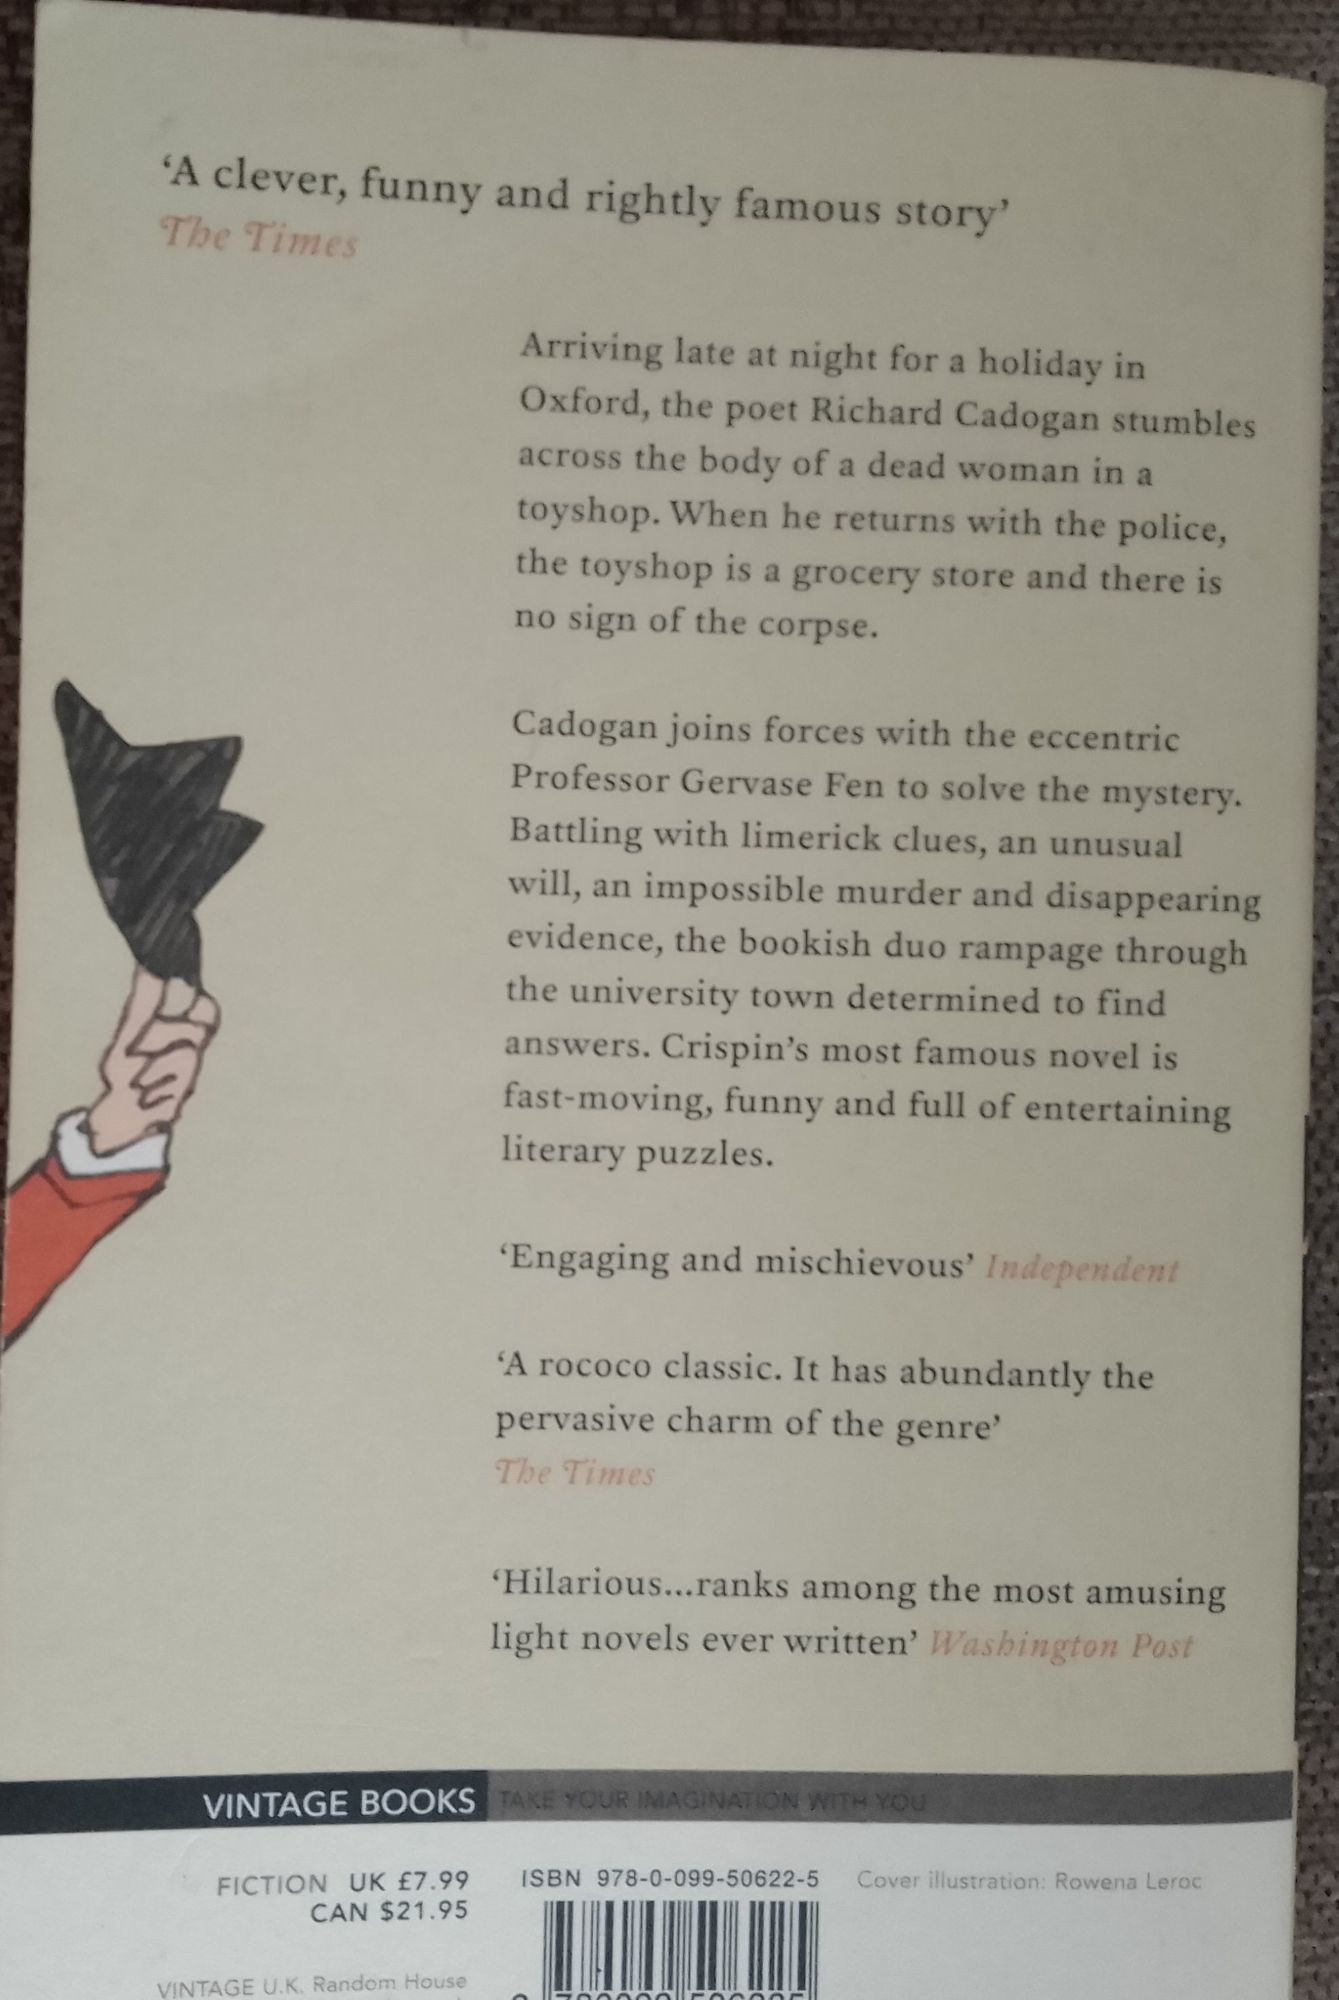 ‘A clever, funny and rightly famous story’
The Times
Arriving late at night for a holiday in
Oxford, the poet Richard Cadogan stumbles
across the body of a dead woman in a
toyshop. When he returns with the police,
the toyshop is a grocery store and there is
no sign of the corpse.
Cadogan joins forces with the eccentric
Professor Gervase Fen to solve the mystery.
Battling with limerick clues, an unusual
will, an impossible murder and disappearing
evidence, the bookish duo rampage through
the university town determined to find
answers. Crispin’s most famous novel is
fast-moving, funny and full of entertaining
literary puzzles.
‘Engaging and mischievous’ Independent
‘A rococo classic. It has abundantly the
pervasive charm of the genre’
The Times
‘Hilarious...ranks among the most amusing
light novels ever written’ Washington Post
VINTAGE BOOKS TAKE YOUR IMAGINATION WITH YOU
FICTION UK £7.99
CAN $21.95
ISBN 978-0-099-50622-5
Cover illustration: Rowena Leroc
VINTAGE U.K. Random House